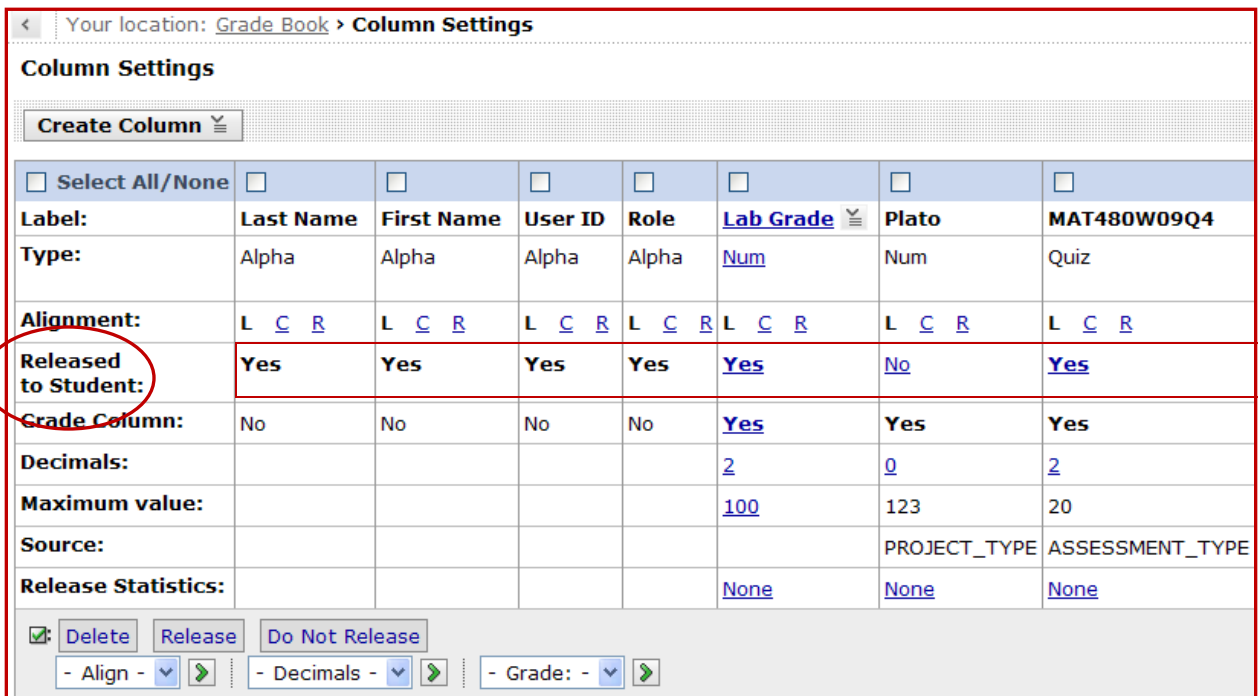 Your location: Grade Book › Column Settings
Column Settings
Create Column
Select All/None
Label: Last Name First Name User ID Role Lab Grade Plato MAT480W09Q4
Type: Alpha Alpha Alpha Alpha Num Num Quiz
Alignment: L C R L C R L C R L C R L C R L C R L C R
Released to Student: Yes Yes Yes Yes Yes No Yes
Grade Column: No No No No Yes Yes Yes
Decimals: 2 0 2
Maximum value: 100 123 20
Source: PROJECT_TYPE ASSESSMENT_TYPE
Release Statistics: None None None
: Delete Release Do Not Release
- Align - - Decimals - - Grade: -